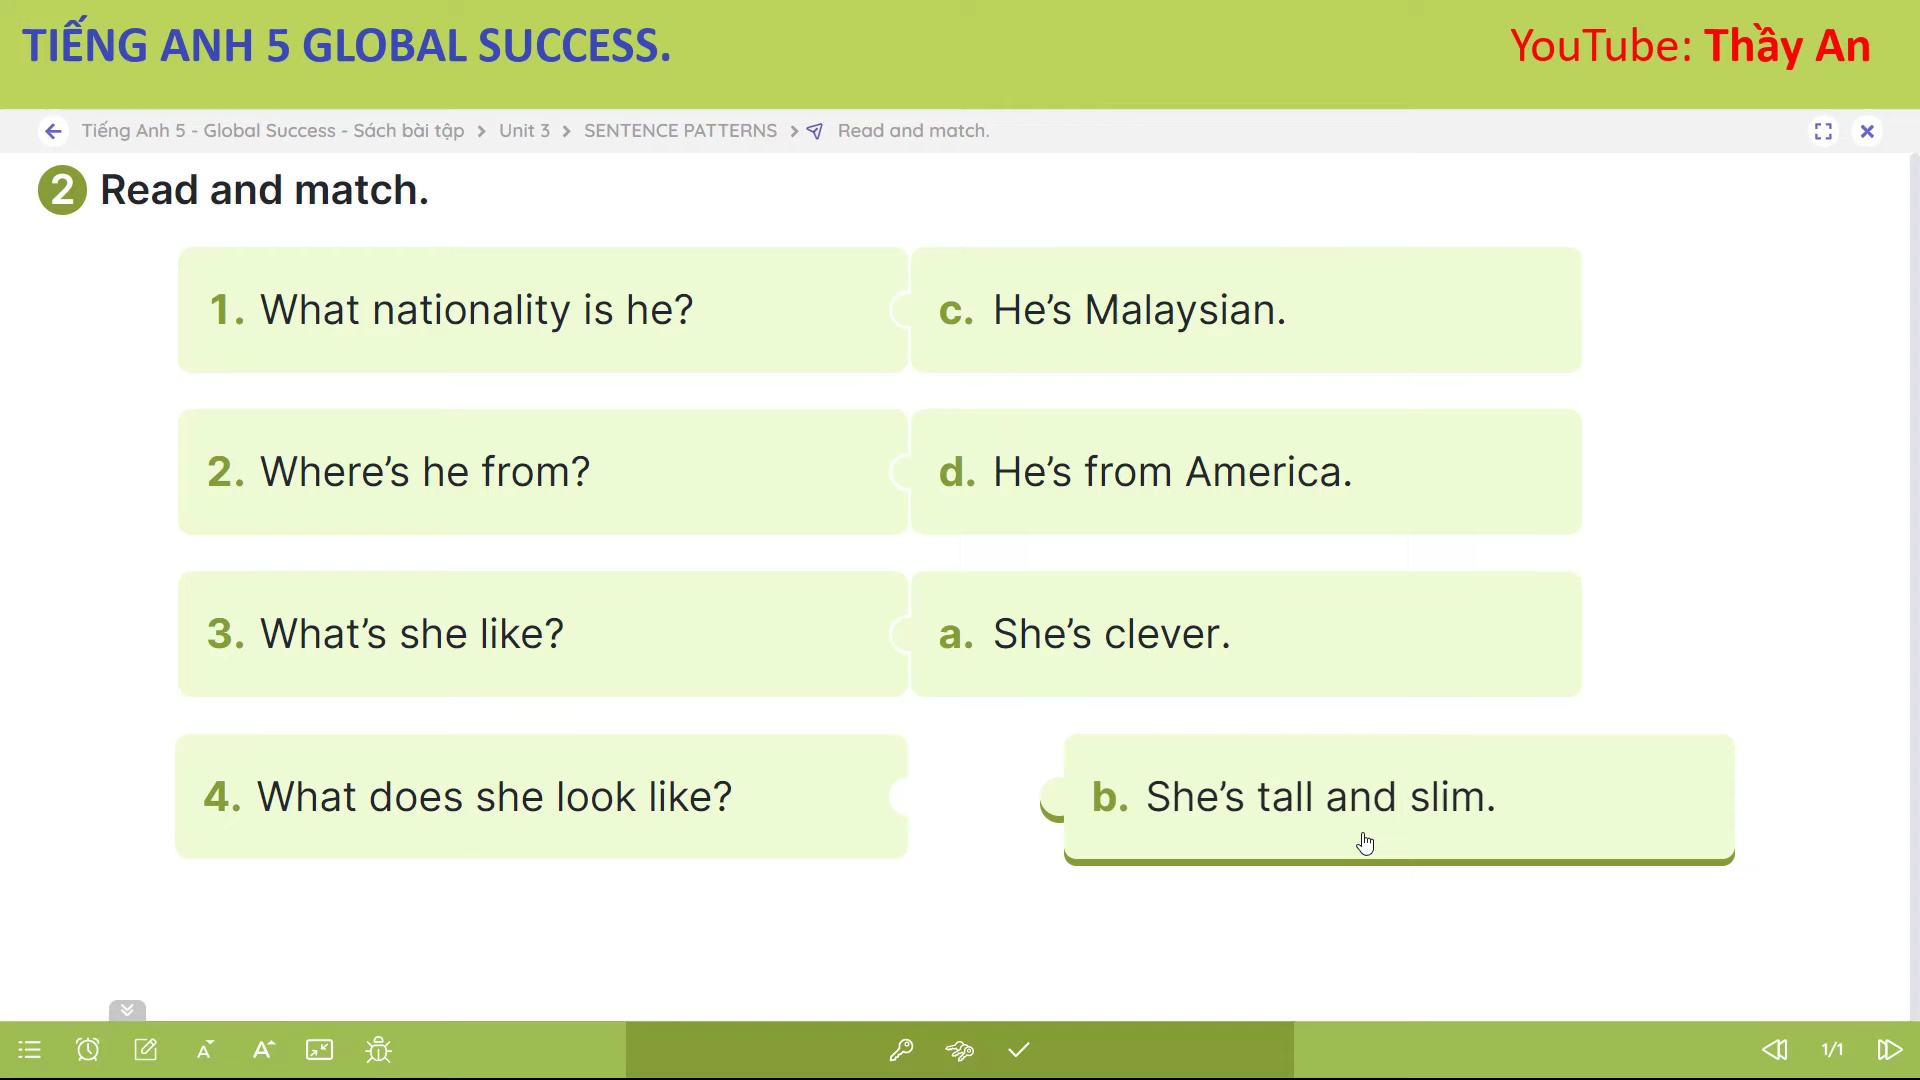 TIẾNG ANH 5 GLOBAL SUCCESS.
YouTube: Thầy An
Tiếng Anh 5 - Global Success - Sách bài tập > Unit 3 > SENTENCE PATTERNS > Read and match.
2 Read and match.
1. What nationality is he?
c. He’s Malaysian.
2. Where’s he from?
d. He’s from America.
3. What’s she like?
a. She’s clever.
4. What does she look like?
b. She’s tall and slim.
1/1